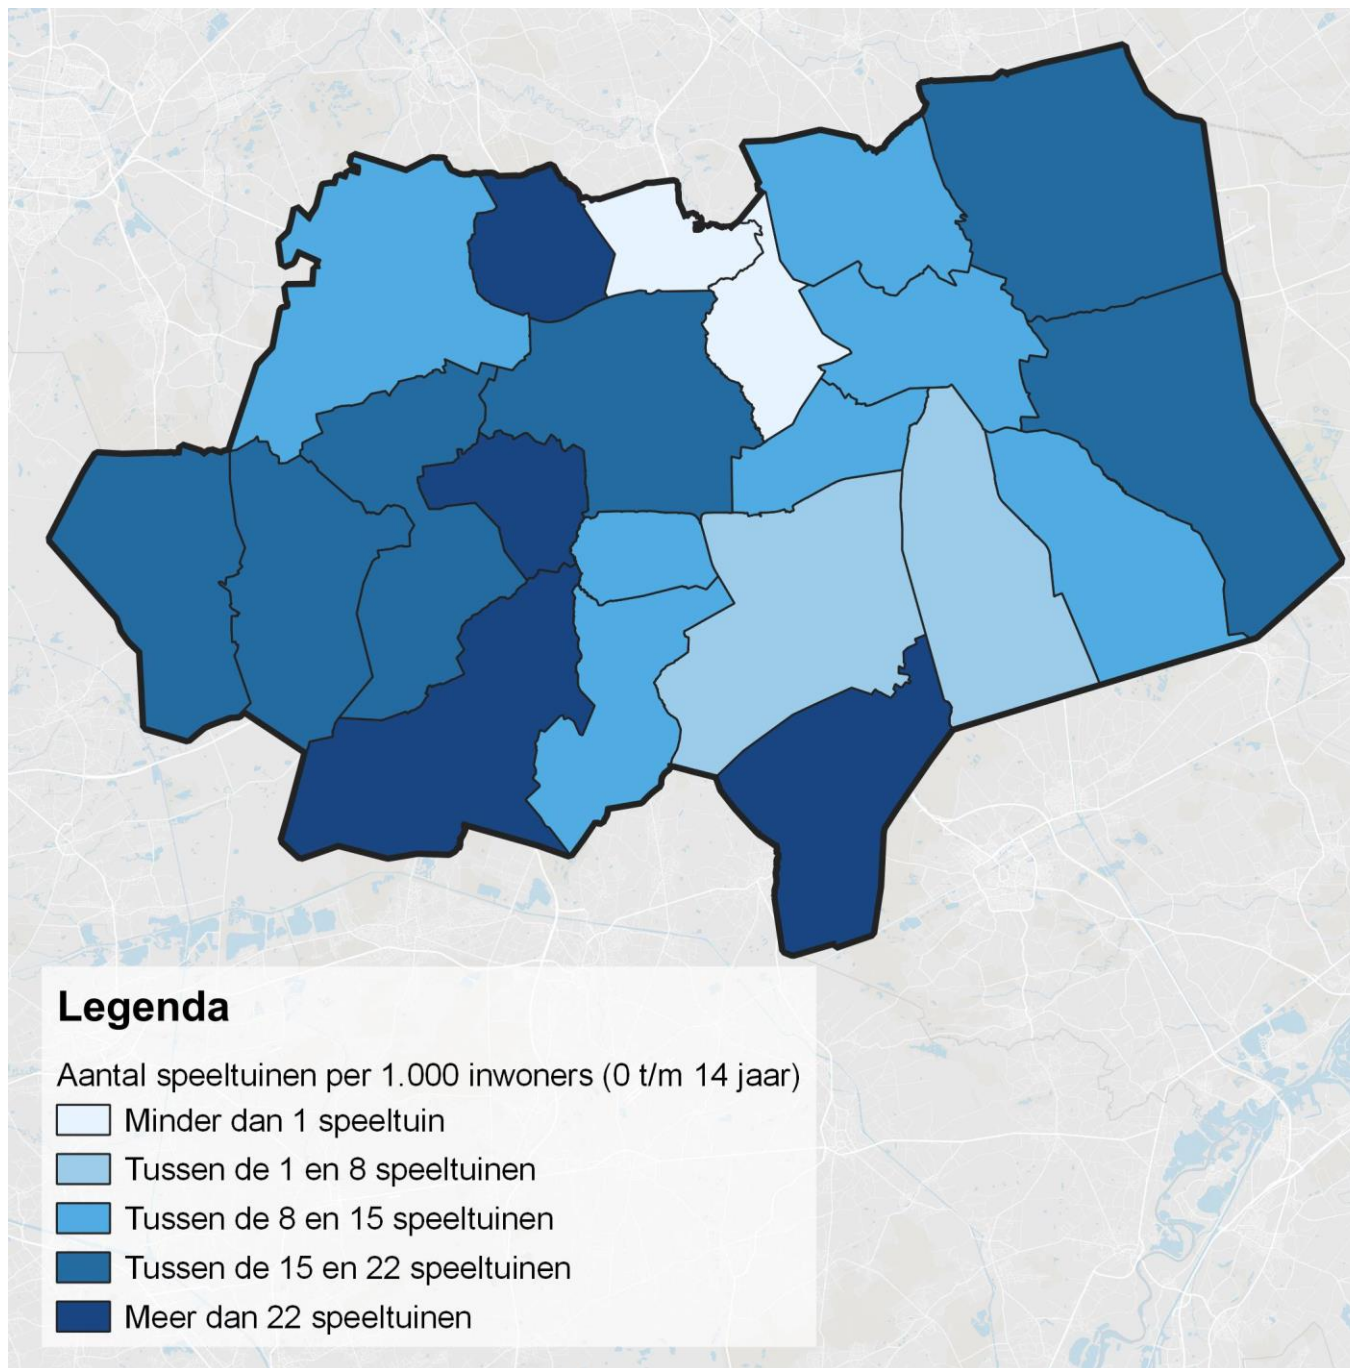 Legenda
Aantal speeltuinen per 1.000 inwoners (0 t/m 14 jaar)
Minder dan 1 speeltuin
Tussen de 1 en 8 speeltuinen
Tussen de 8 en 15 speeltuinen
Tussen de 15 en 22 speeltuinen
Meer dan 22 speeltuinen